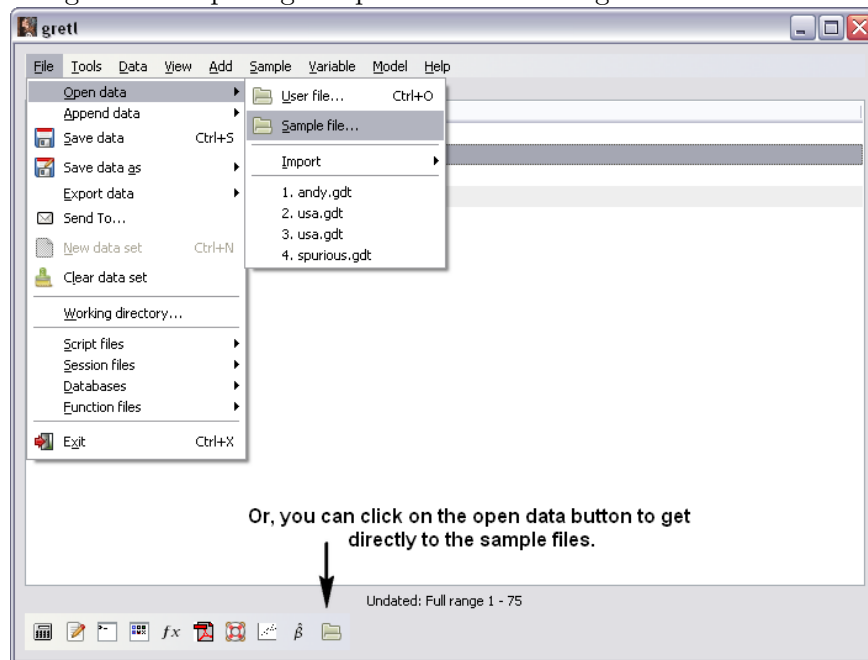 gretl
File Tools Data View Add Sample Variable Model Help
Open data
Append data
Save data Ctrl+S
Save data as
Export data
Send To...
New data set Ctrl+N
Clear data set
Working directory...
Script files
Session files
Databases
Function files
Exit Ctrl+X
User file... Ctrl+O
Sample file...
Import
1. andy.gdt
2. usa.gdt
3. usa.gdt
4. spurious.gdt
Or, you can click on the open data button to get
directly to the sample files.
Undated: Full range 1 - 75
fx β̂